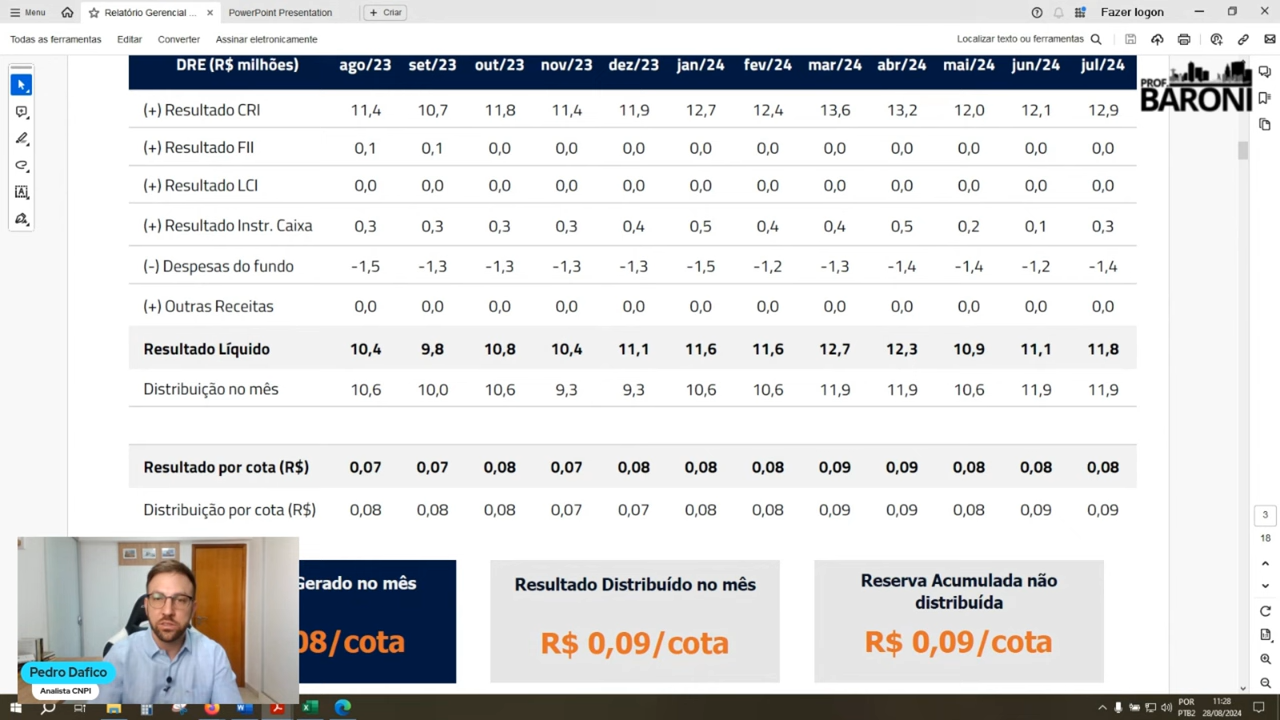 Menu Relatório Gerencial ... × PowerPoint Presentation + Criar Fazer logon
Todas as ferramentas Editar Converter Assinar eletronicamente Localizar texto ou ferramentas
DRE (R$ milhões) ago/23 set/23 out/23 nov/23 dez/23 jan/24 fev/24 mar/24 abr/24 mai/24 jun/24 jul/24
PROF.
BARONI
(+) Resultado CRI 11,4 10,7 11,8 11,4 11,9 12,7 12,4 13,6 13,2 12,0 12,1 12,9
(+) Resultado FII 0,1 0,1 0,0 0,0 0,0 0,0 0,0 0,0 0,0 0,0 0,0 0,0
(+) Resultado LCI 0,0 0,0 0,0 0,0 0,0 0,0 0,0 0,0 0,0 0,0 0,0 0,0
(+) Resultado Instr. Caixa 0,3 0,3 0,3 0,3 0,4 0,5 0,4 0,4 0,5 0,2 0,1 0,3
(-) Despesas do fundo -1,5 -1,3 -1,3 -1,3 -1,3 -1,5 -1,2 -1,3 -1,4 -1,4 -1,2 -1,4
(+) Outras Receitas 0,0 0,0 0,0 0,0 0,0 0,0 0,0 0,0 0,0 0,0 0,0 0,0
Resultado Líquido 10,4 9,8 10,8 10,4 11,1 11,6 11,6 12,7 12,3 10,9 11,1 11,8
Distribuição no mês 10,6 10,0 10,6 9,3 9,3 10,6 10,6 11,9 11,9 10,6 11,9 11,9
Resultado por cota (R$) 0,07 0,07 0,08 0,07 0,08 0,08 0,08 0,09 0,09 0,08 0,08 0,08
Distribuição por cota (R$) 0,08 0,08 0,08 0,07 0,07 0,08 0,08 0,09 0,09 0,08 0,09 0,09
3
18
Gerado no mês
08/cota
Resultado Distribuído no mês
R$ 0,09/cota
Reserva Acumulada não
distribuída
R$ 0,09/cota
Pedro Dafico
Analista CNPI
POR
PTB2
11:28
28/08/2024